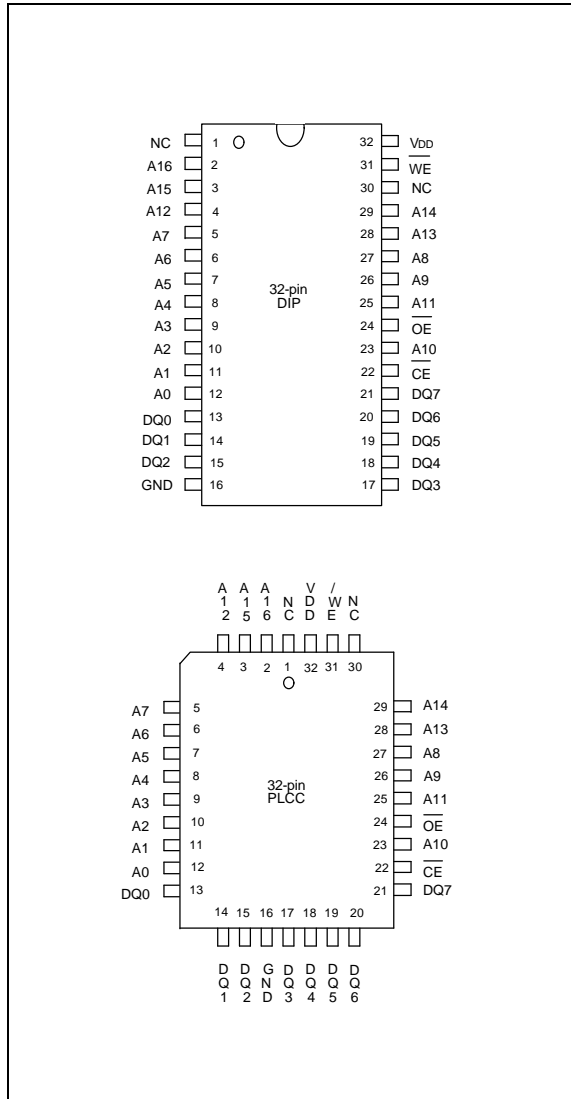 NC 1 32 VDD
A16 2 31 WE
A15 3 30 NC
A12 4 29 A14
A7 5 28 A13
A6 6 27 A8
A5 7 26 A9
A4 8 25 A11
A3 9 24 OE
A2 10 23 A10
A1 11 22 CE
A0 12 21 DQ7
DQ0 13 20 DQ6
DQ1 14 19 DQ5
DQ2 15 18 DQ4
GND 16 17 DQ3
32-pin
DIP
A12 A15 A16 NC VDD /WE NC
4 3 2 1 32 31 30
A7 5 29 A14
A6 6 28 A13
A5 7 27 A8
A4 8 26 A9
A3 9 25 A11
A2 10 24 OE
A1 11 23 A10
A0 12 22 CE
DQ0 13 21 DQ7
32-pin
PLCC
14 15 16 17 18 19 20
DQ1 DQ2 GND DQ3 DQ4 DQ5 DQ6